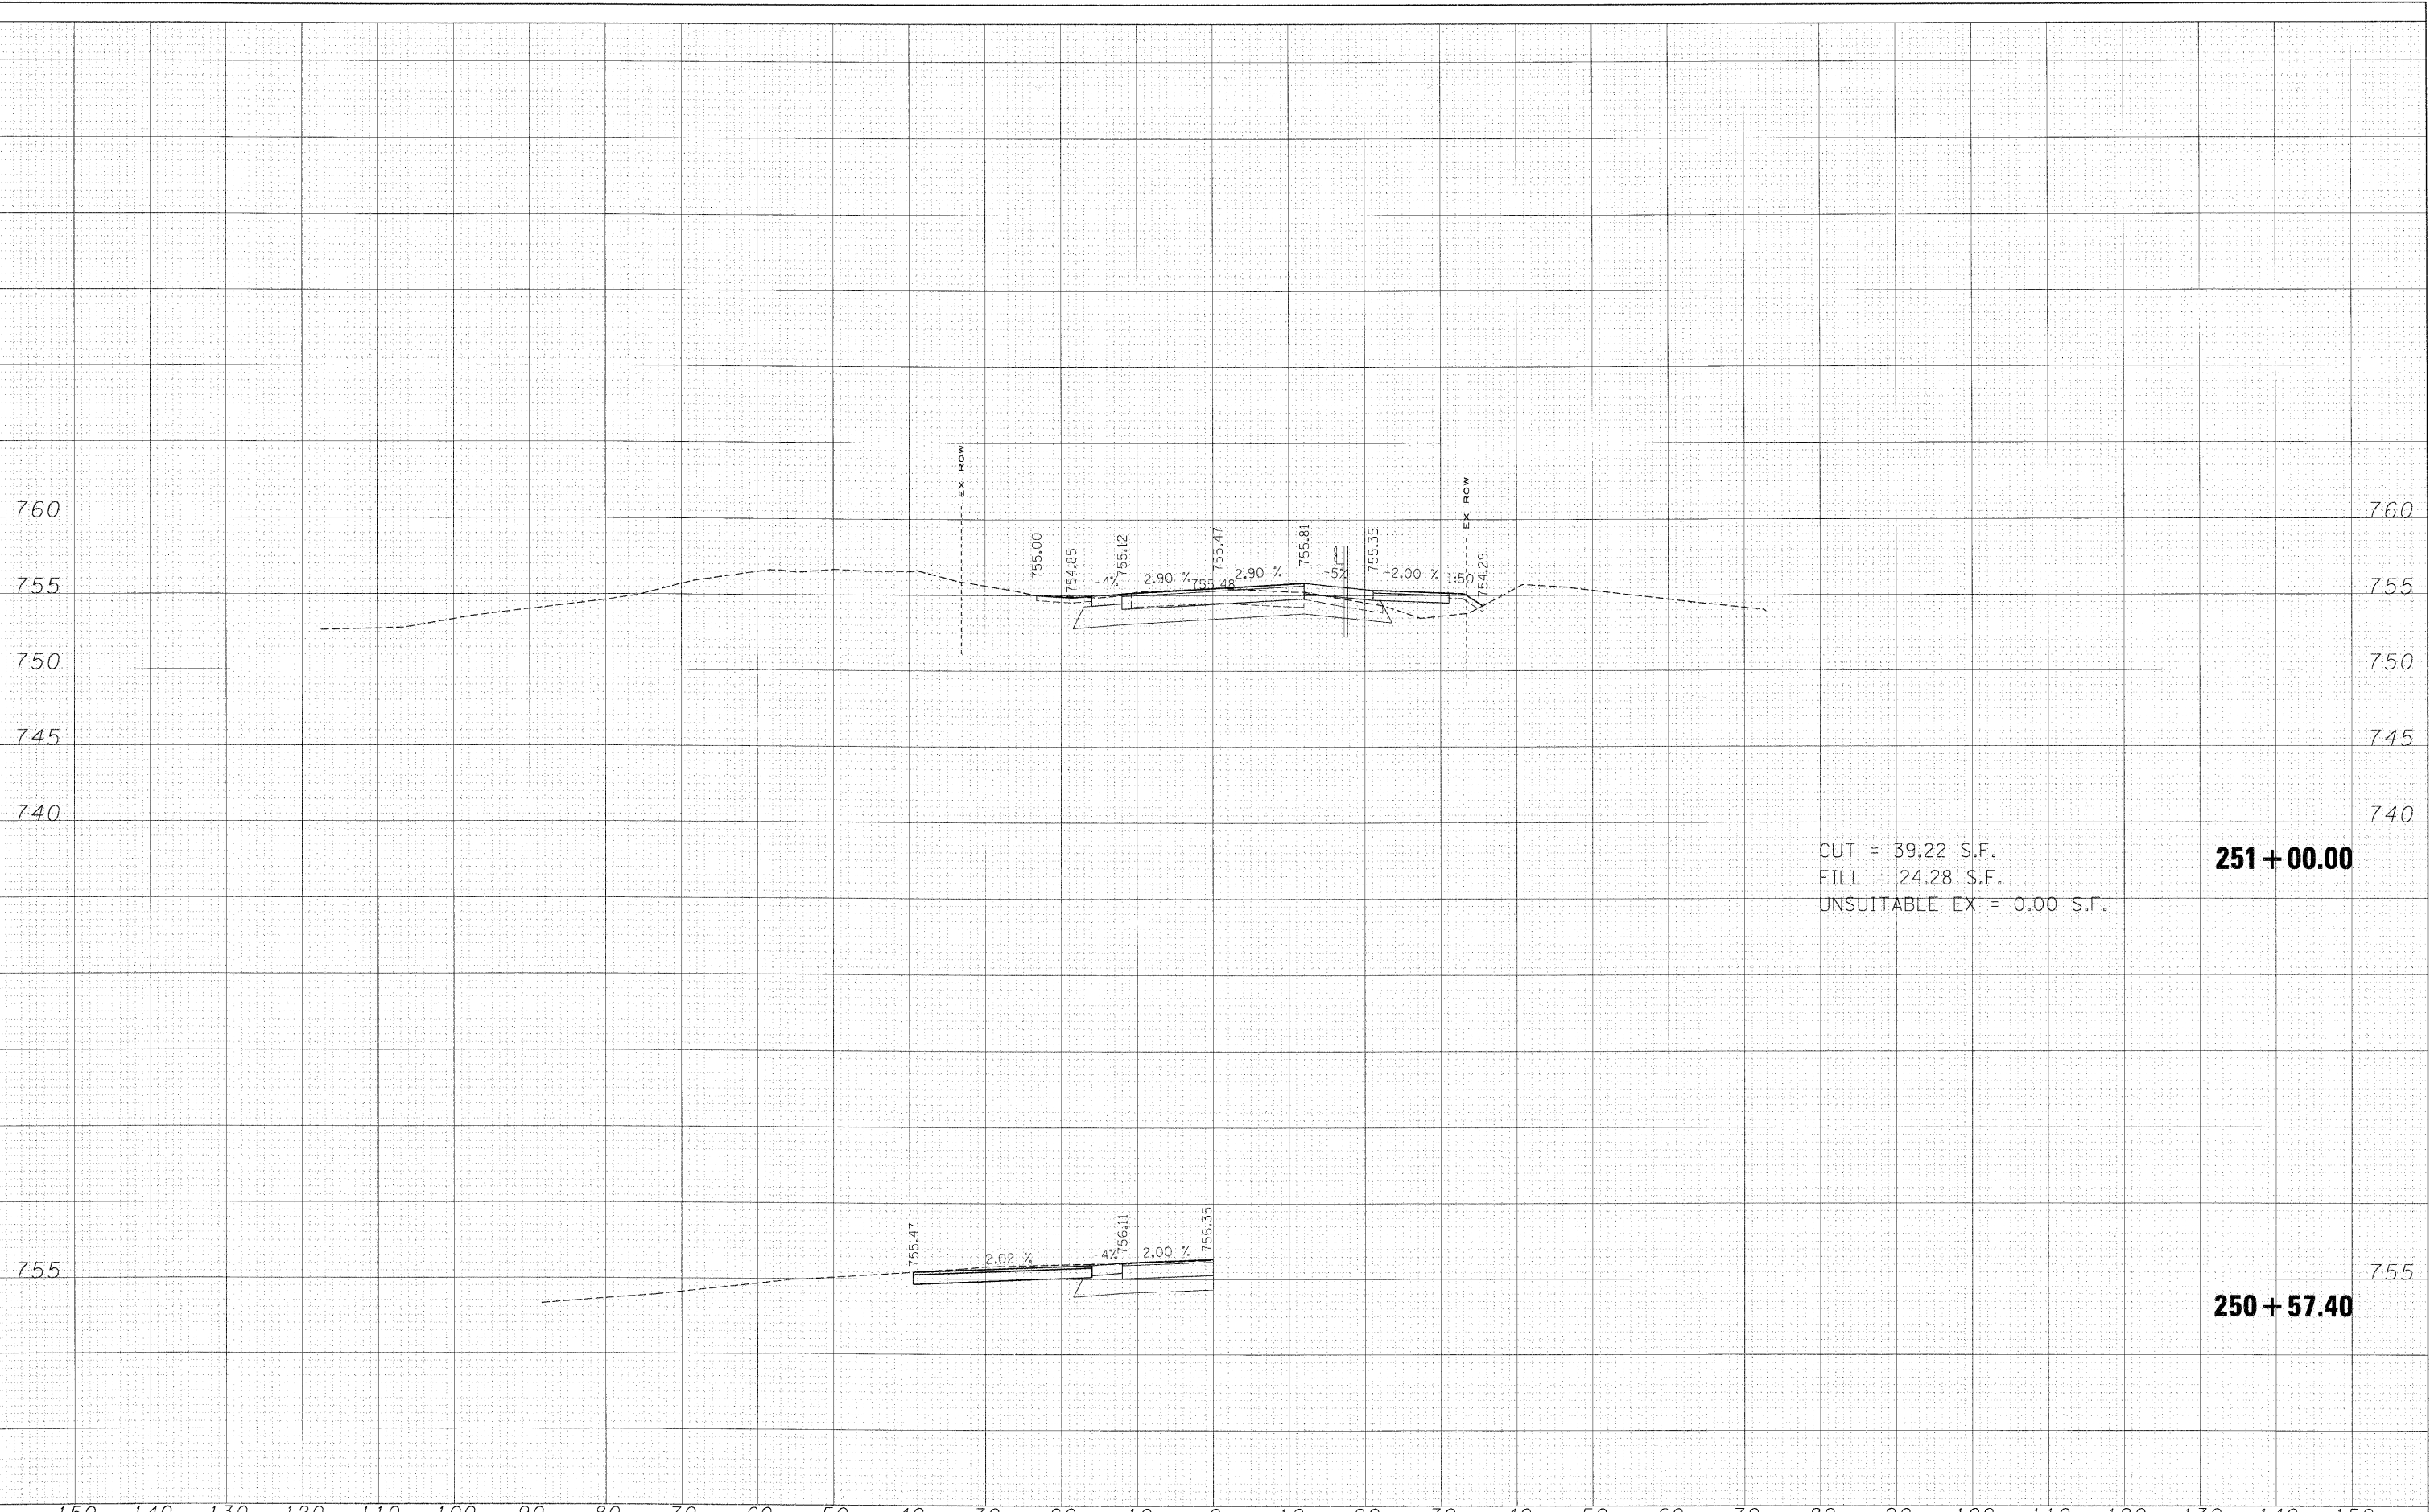 EX ROW
EX ROW
760 760
755.00 754.85 755.12 755.47 755.81 755.35 754.29
-4% 2.90 % 755.48 2.90 % -5% -2.00 % 1:50
755 755
750 750
745 745
740 740
CUT = 39.22 S.F.
FILL = 24.28 S.F.
UNSUITABLE EX = 0.00 S.F.
251+00.00
755.47 756.11 756.35
2.02 % -4% 2.00 %
755 755
250+57.40
150 140 130 120 110 100 90 80 70 60 50 40 30 20 10 0 10 20 30 40 50 60 70 80 90 100 110 120 130 140 150